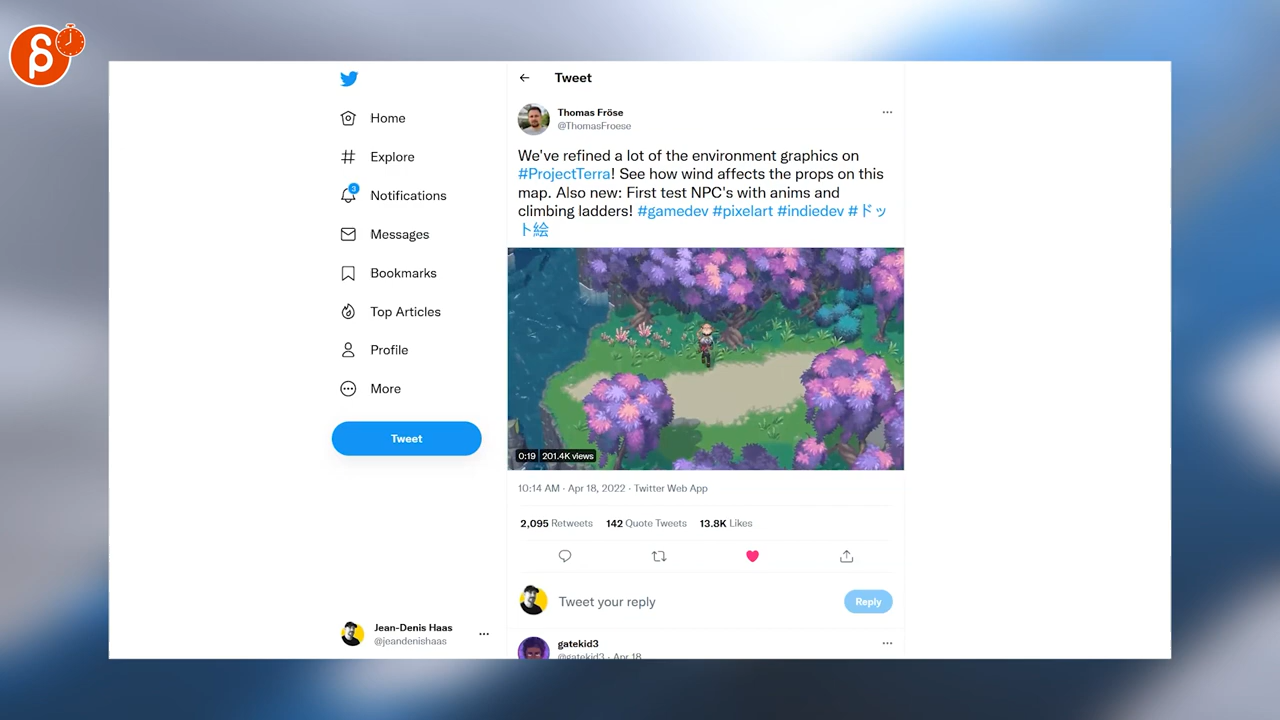 Tweet
Home
Explore
3
Notifications
Messages
Bookmarks
Top Articles
Profile
More
Tweet
Jean-Denis Haas
@jeandenishaas
Thomas Fröse
@ThomasFroese
We've refined a lot of the environment graphics on
#ProjectTerra! See how wind affects the props on this
map. Also new: First test NPC's with anims and
climbing ladders! #gamedev #pixelart #indiedev #ドッ
ト絵
0:19 201.4K views
10:14 AM · Apr 18, 2022 · Twitter Web App
2,095 Retweets 142 Quote Tweets 13.8K Likes
Tweet your reply
Reply
gatekid3
@gatekid3 · Apr 18